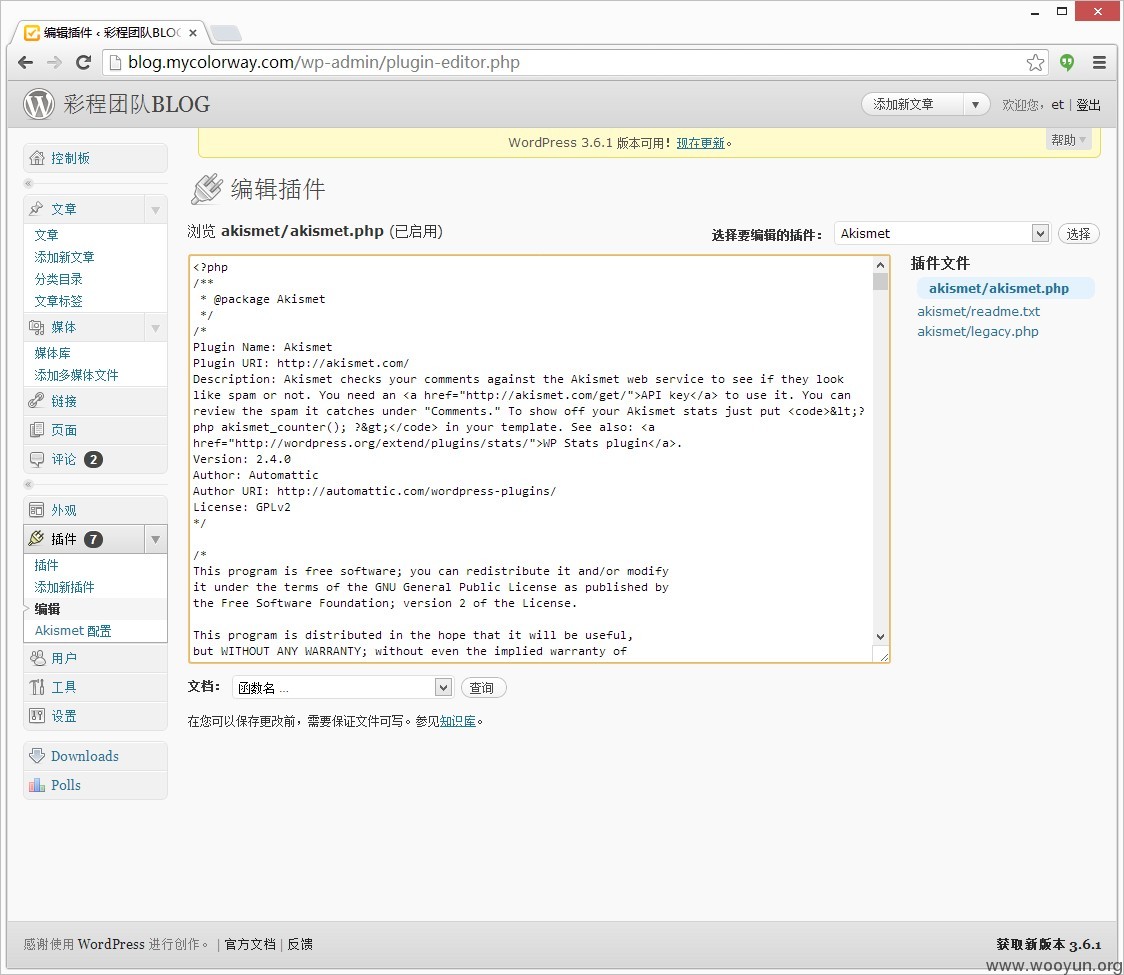 编辑插件 ‹ 彩程团队BLOG
blog.mycolorway.com/wp-admin/plugin-editor.php
彩程团队BLOG
添加新文章
欢迎您，et | 登出
WordPress 3.6.1 版本可用！现在更新。
帮助
控制板
文章
文章
添加新文章
分类目录
文章标签
媒体
媒体库
添加多媒体文件
链接
页面
评论 2
外观
插件 7
插件
添加新插件
编辑
Akismet 配置
用户
工具
设置
Downloads
Polls
编辑插件
浏览 akismet/akismet.php (已启用)
选择要编辑的插件： Akismet 选择
<?php
/**
 * @package Akismet
 */
/*
Plugin Name: Akismet
Plugin URI: http://akismet.com/
Description: Akismet checks your comments against the Akismet web service to see if they look
like spam or not. You need an <a href="http://akismet.com/get/">API key</a> to use it. You can
review the spam it catches under "Comments." To show off your Akismet stats just put <code>&lt;?
php akismet_counter(); ?&gt;</code> in your template. See also: <a
href="http://wordpress.org/extend/plugins/stats/">WP Stats plugin</a>.
Version: 2.4.0
Author: Automattic
Author URI: http://automattic.com/wordpress-plugins/
License: GPLv2
*/
/*
This program is free software; you can redistribute it and/or modify
it under the terms of the GNU General Public License as published by
the Free Software Foundation; version 2 of the License.
This program is distributed in the hope that it will be useful,
but WITHOUT ANY WARRANTY; without even the implied warranty of
插件文件
akismet/akismet.php
akismet/readme.txt
akismet/legacy.php
文档： 函数名 ... 查询
在您可以保存更改前，需要保证文件可写。参见知识库。
感谢使用 WordPress 进行创作。 | 官方文档 | 反馈
获取新版本 3.6.1
www.wooyun.org